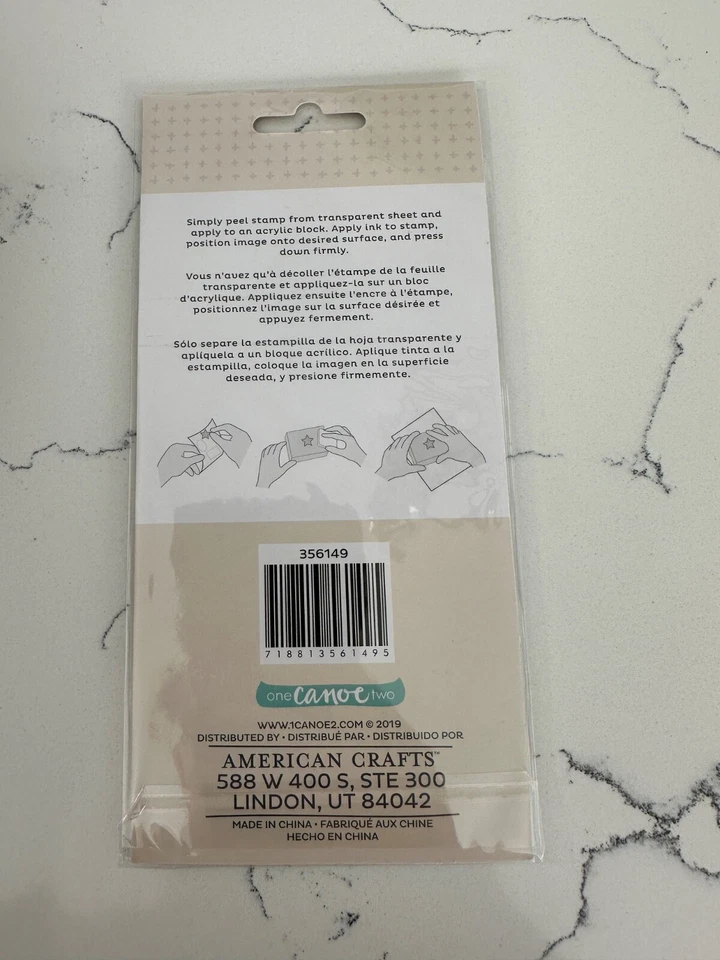 Simply peel stamp from transparent sheet and
apply to an acrylic block. Apply ink to stamp,
position image onto desired surface, and press
down firmly.
Vous n'avez qu'à décoller l'étampe de la feuille
transparente et appliquez-la sur un bloc
d'acrylique. Appliquez ensuite l'encre à l'étampe,
positionnez l'image sur la surface désirée et
appuyez fermement.
Sólo separe la estampilla de la hoja transparente y
aplíquela a un bloque acrílico. Aplique tinta a la
estampilla, coloque la imagen en la superficie
deseada, y presione firmemente.
356149
7 18813 56149 5
one canoe two
WWW.1CANOE2.COM © 2019
DISTRIBUTED BY • DISTRIBUÉ PAR • DISTRIBUIDO POR
AMERICAN CRAFTS™
588 W 400 S, STE 300
LINDON, UT 84042
MADE IN CHINA • FABRIQUÉ AUX CHINE
HECHO EN CHINA